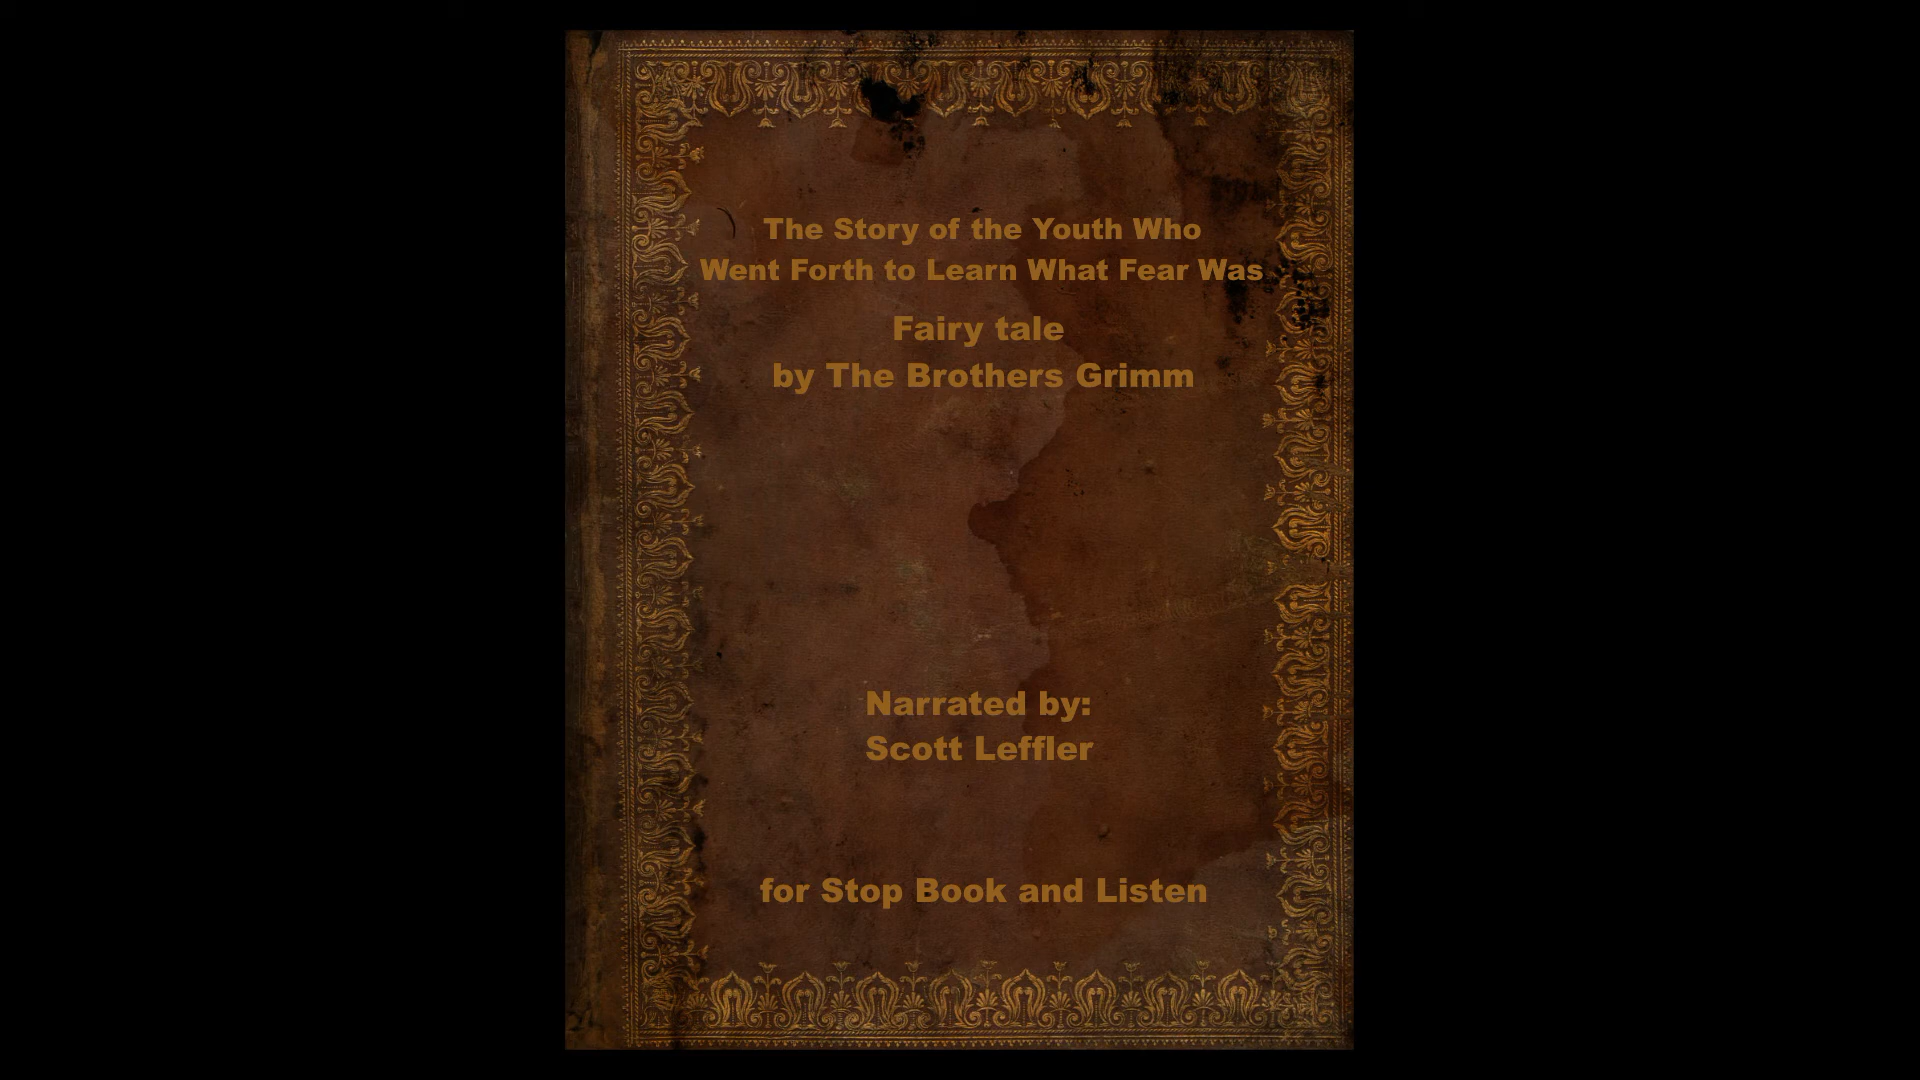 The Story of the Youth Who
Went Forth to Learn What Fear Was
Fairy tale
by The Brothers Grimm
Narrated by:
Scott Leffler
for Stop Book and Listen